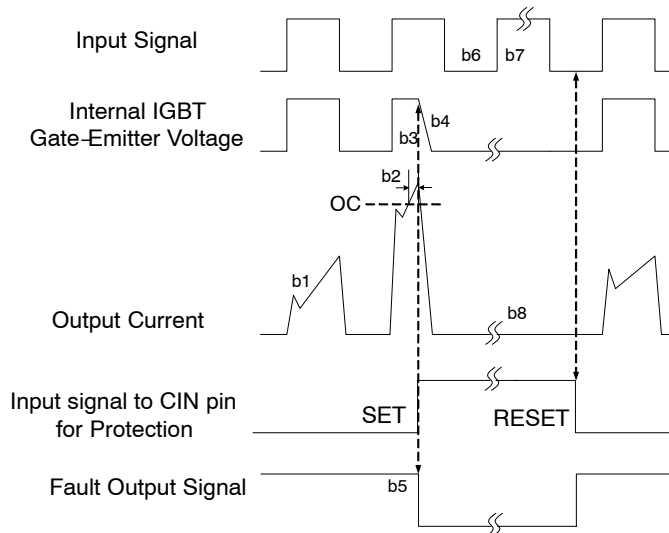 Input Signal
b6
b7
Internal IGBT
Gate-Emitter Voltage
b3
b4
b2
OC
b1
Output Current
b8
Input signal to CIN pin
for Protection
SET
RESET
Fault Output Signal
b5